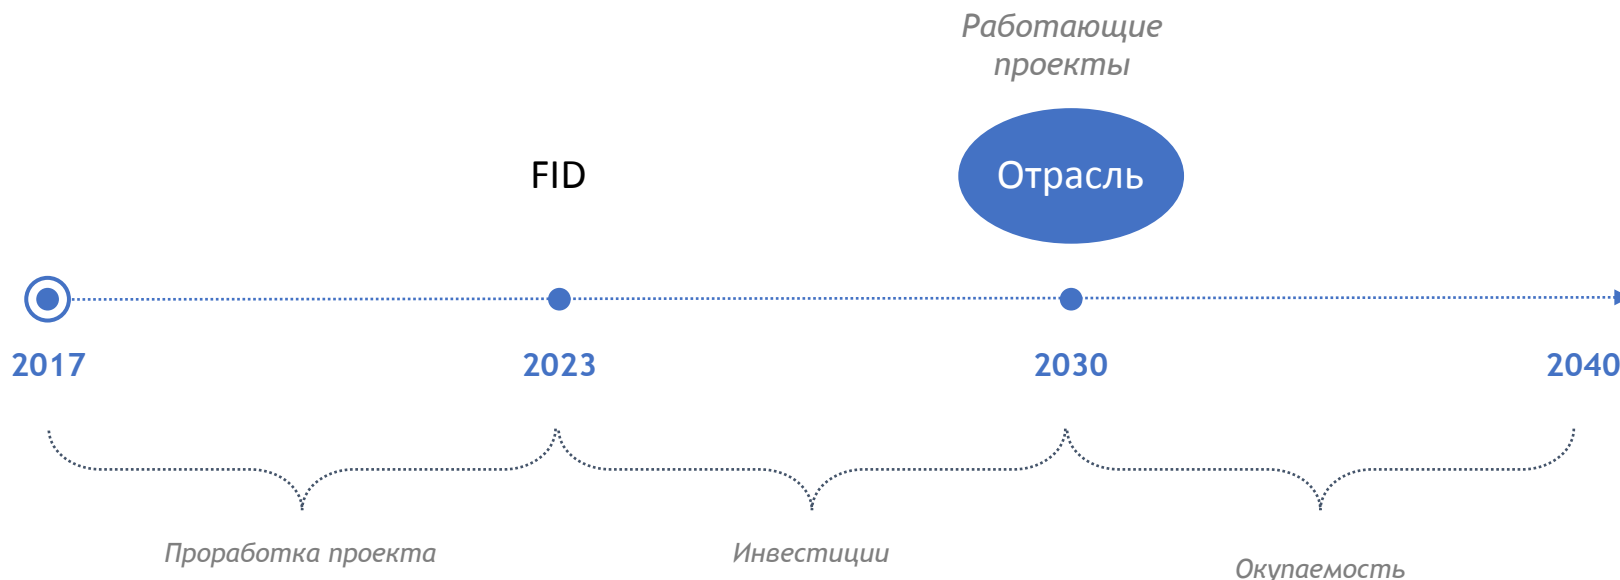 Работающие
проекты
FID
Отрасль
2017
2023
2030
2040
Проработка проекта
Инвестиции
Окупаемость